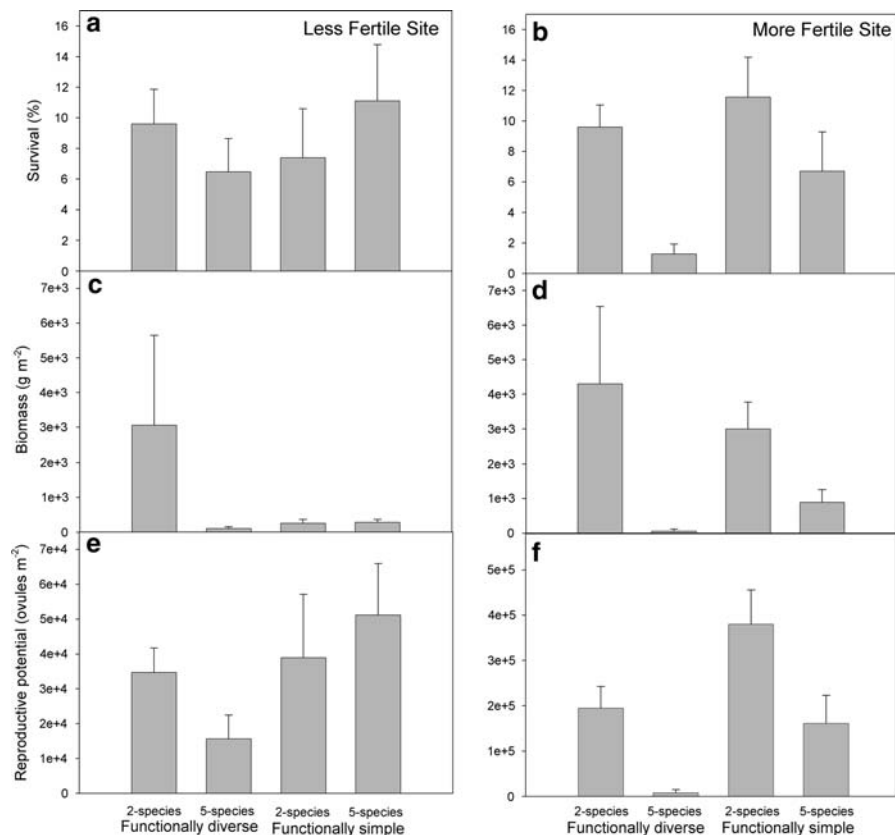 a
Less Fertile Site
16
14
12
10
8
6
4
2
0
Survival (%)
b
More Fertile Site
16
14
12
10
8
6
4
2
0
c
7e+3
6e+3
5e+3
4e+3
3e+3
2e+3
1e+3
0
Biomass (g m⁻²)
d
7e+3
6e+3
5e+3
4e+3
3e+3
2e+3
1e+3
0
e
7e+4
6e+4
5e+4
4e+4
3e+4
2e+4
1e+4
0
Reproductive potential (ovules m⁻²)
2-species 5-species 2-species 5-species
Functionally diverse Functionally simple
f
5e+5
4e+5
3e+5
2e+5
1e+5
0
2-species 5-species 2-species 5-species
Functionally diverse Functionally simple